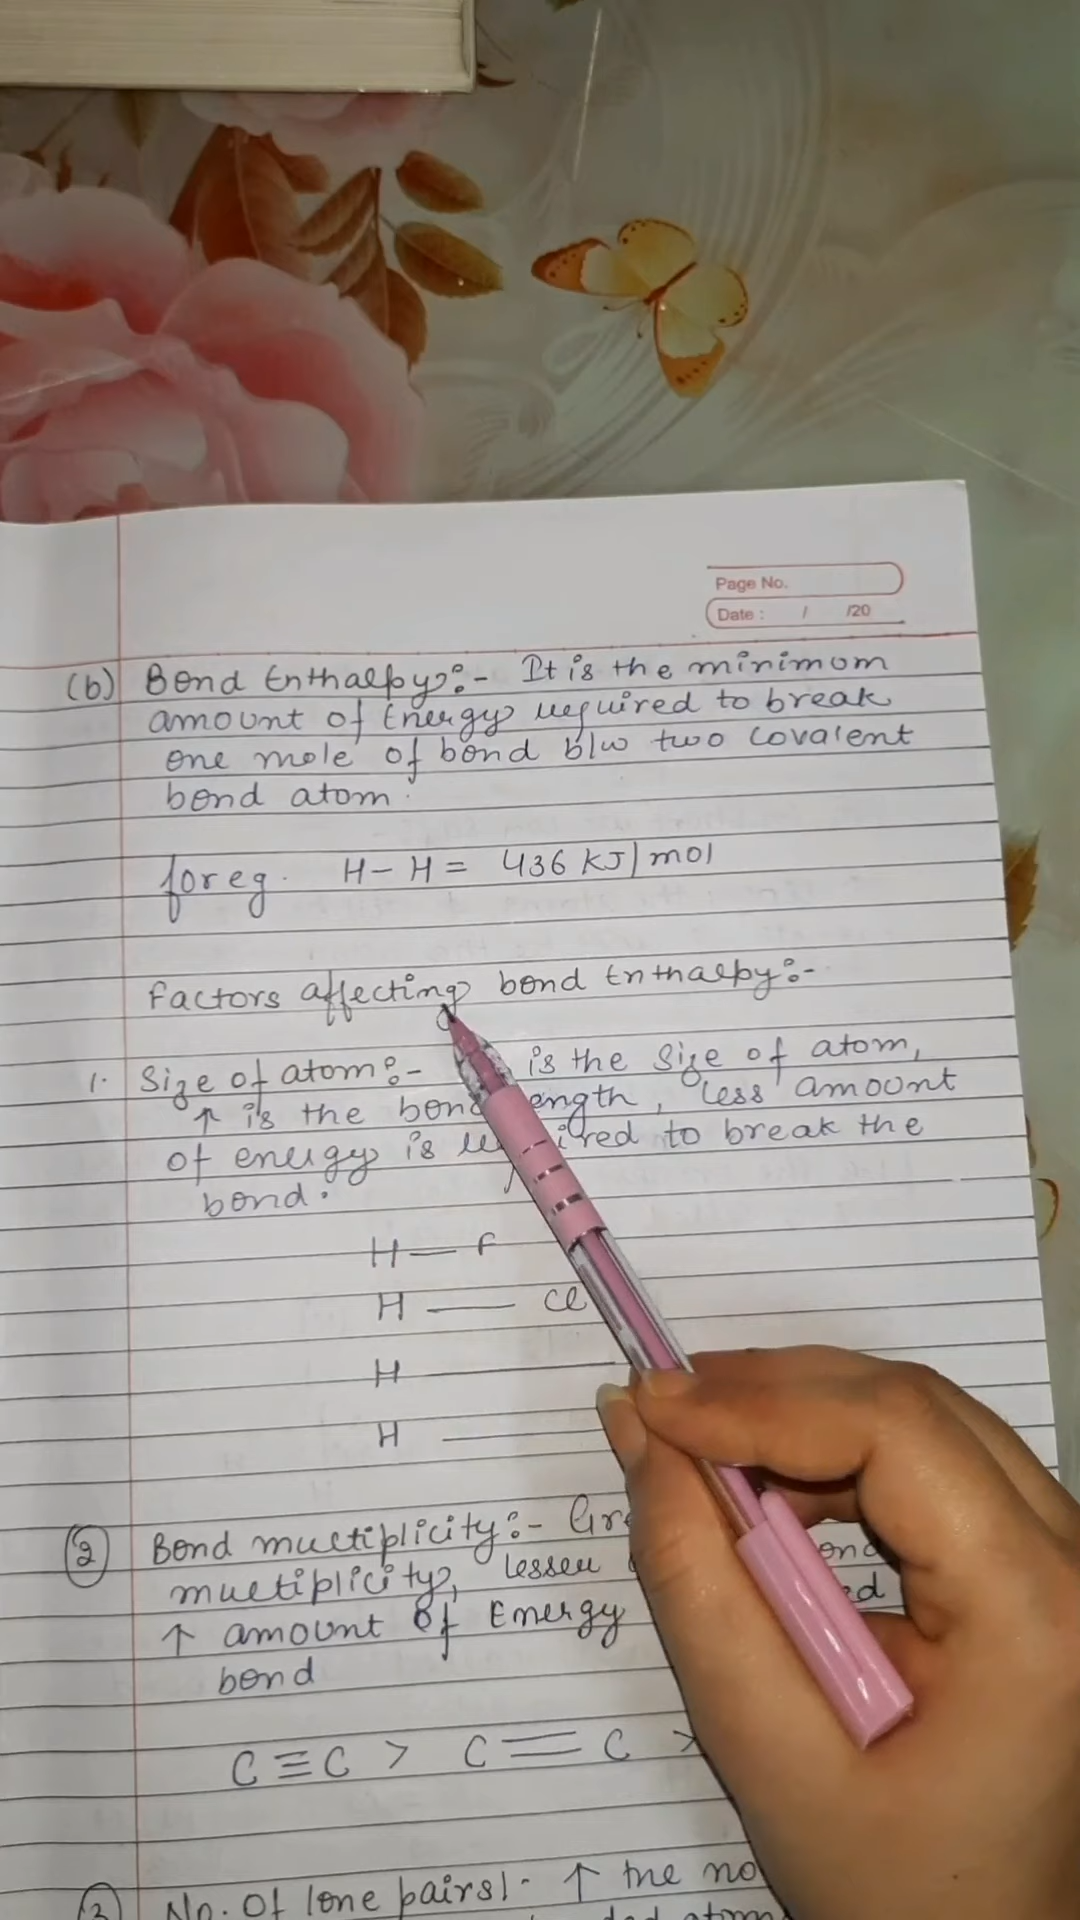 Page No.
Date : / /20
(b) Bond Enthalpy:- It is the minimum
amount of Energy required to break
one mole of bond b/w two covalent
bond atom.
for eg. H-H = 436 KJ/mol
Factors affecting bond Enthalpy:-
1. Size of atom:- is the size of atom,
↑ is the bond length, less amount
of energy is required to break the
bond.
H — F
H — Cl
H —
H —
② Bond multiplicity:-
multiplicity, lesser
↑ amount of Energy
bond
C≡C > C=C >
③ No. Of lone pairs:- ↑ the no